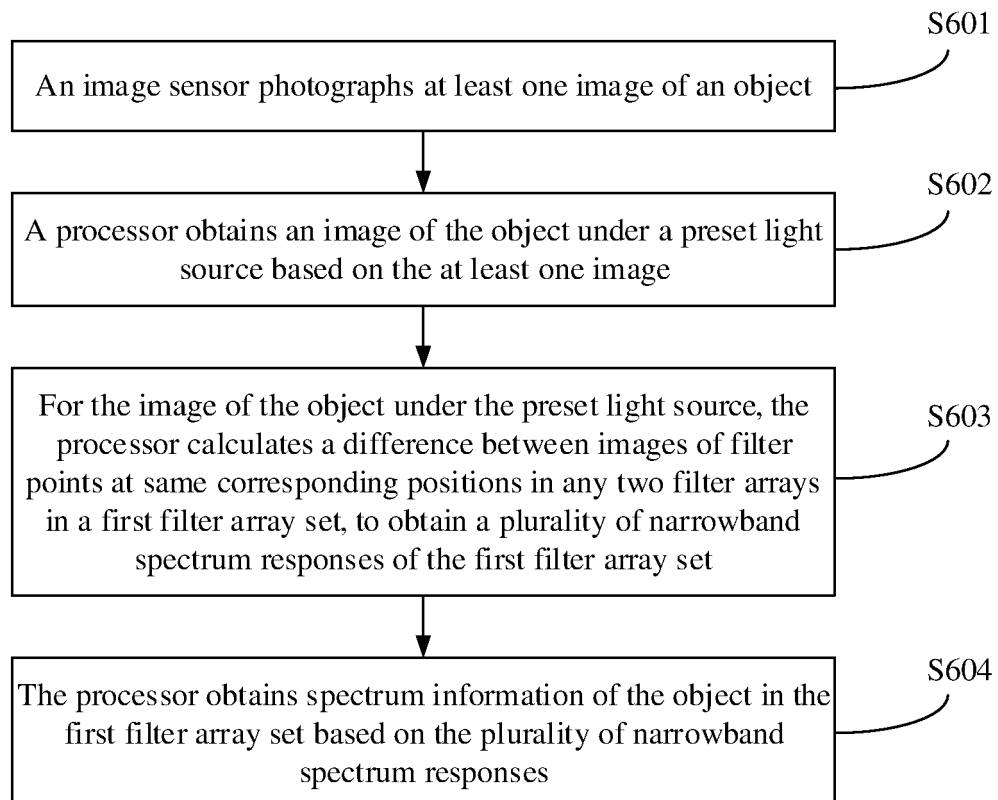 S601
An image sensor photographs at least one image of an object
S602
A processor obtains an image of the object under a preset light
source based on the at least one image
S603
For the image of the object under the preset light source, the
processor calculates a difference between images of filter
points at same corresponding positions in any two filter arrays
in a first filter array set, to obtain a plurality of narrowband
spectrum responses of the first filter array set
S604
The processor obtains spectrum information of the object in the
first filter array set based on the plurality of narrowband
spectrum responses